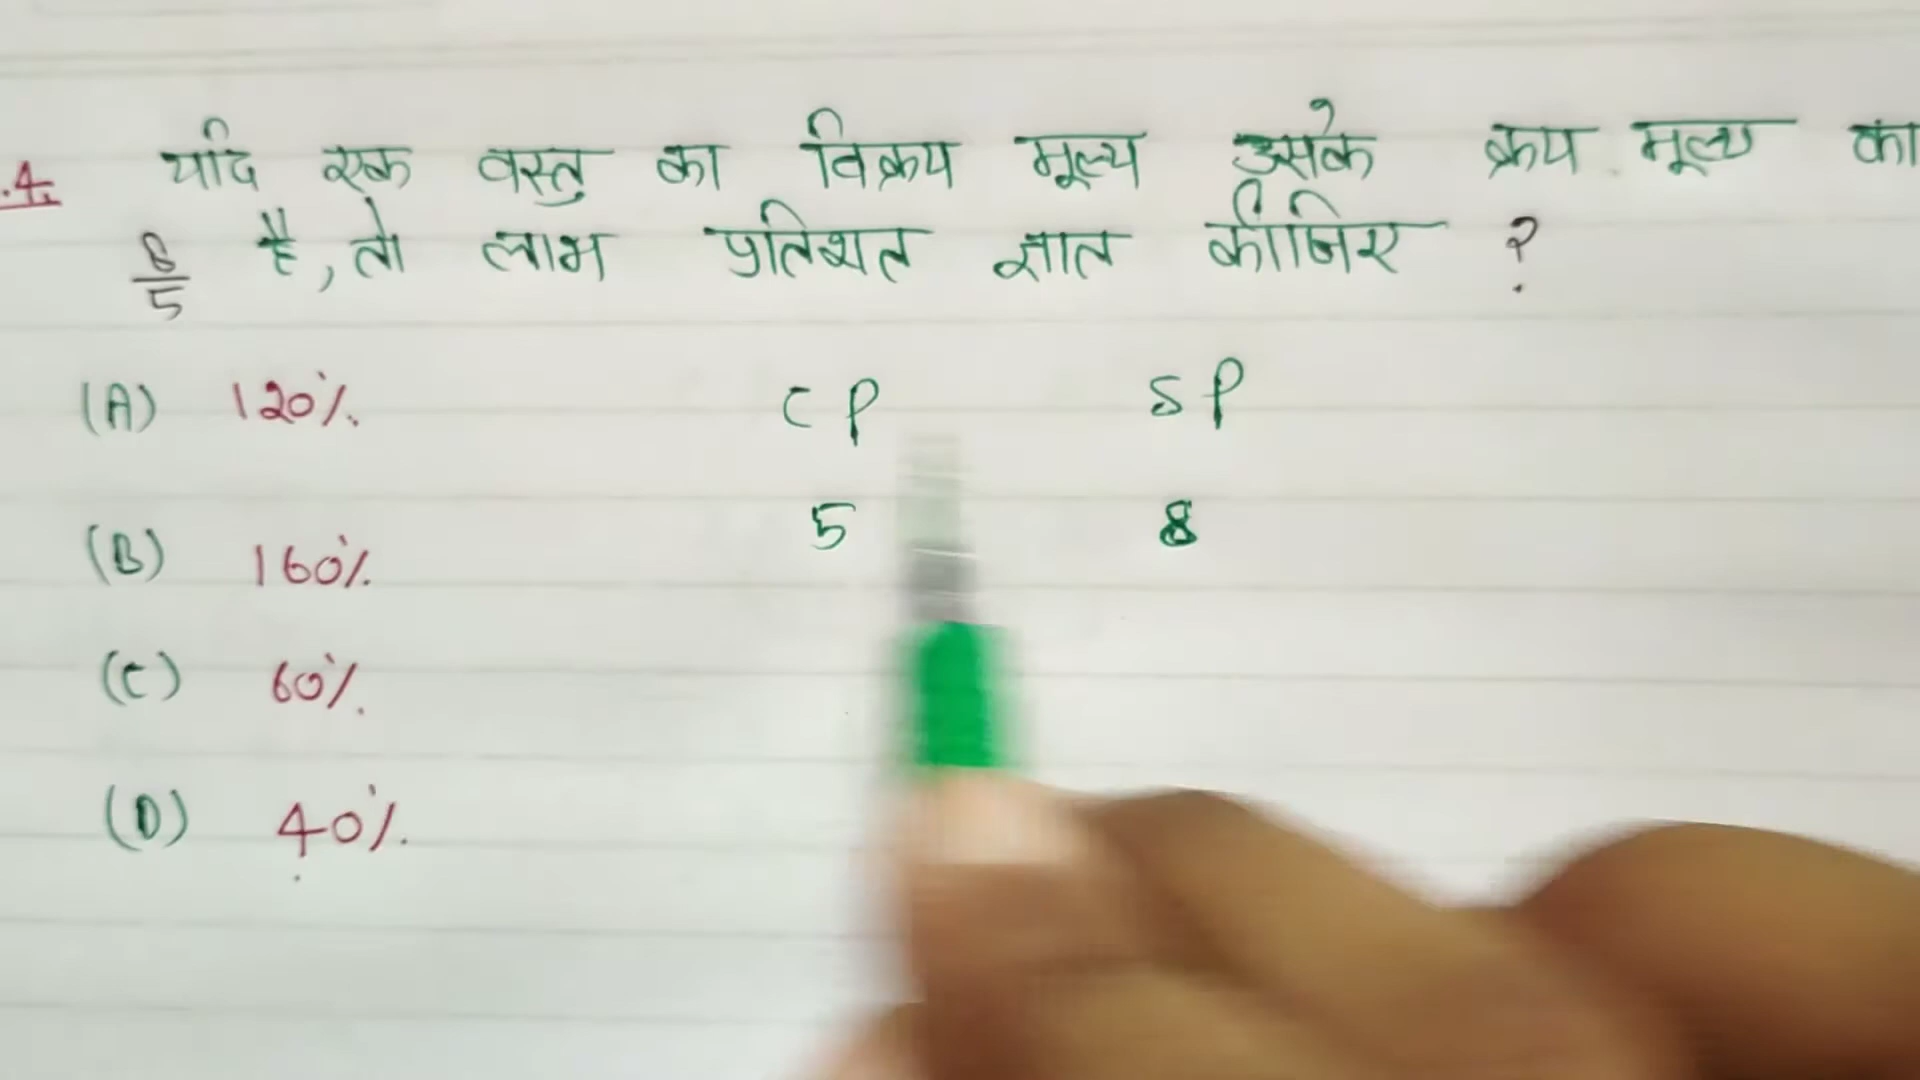 .4. यदि एक वस्तु का विक्रय मूल्य उसके क्रय मूल्य का
8/5 है, तो लाभ प्रतिशत ज्ञात कीजिए ?
(A) 120%.
CP SP
5 8
(B) 160%.
(C) 60%.
(D) 40%.